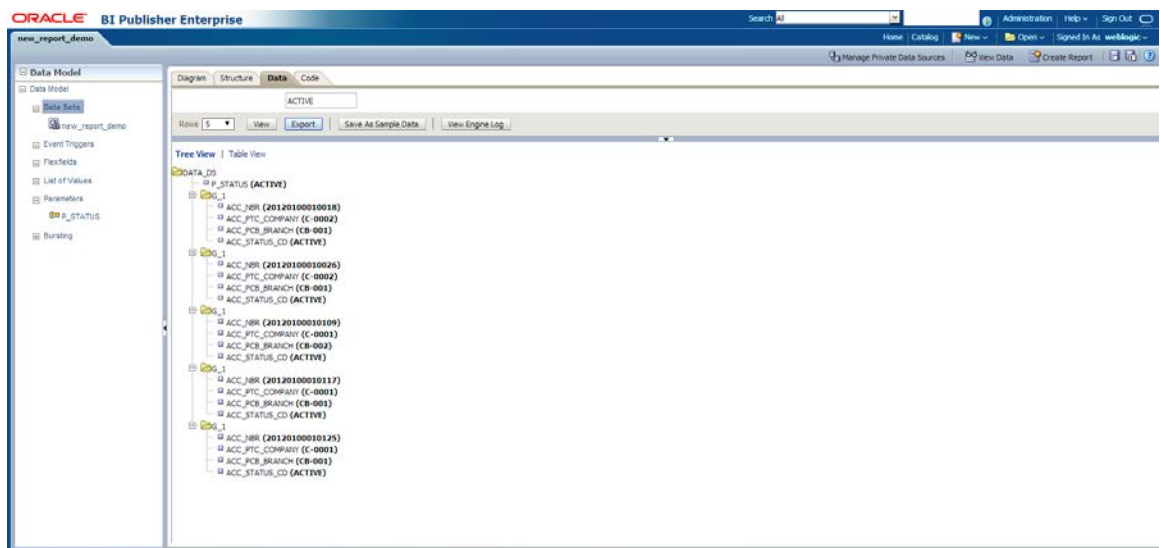 ORACLE BI Publisher Enterprise Search All Administration Help Sign Out
new_report_demo Home Catalog New Open Signed In As weblogic
Manage Private Data Sources View Data Create Report
Data Model
Data Model
Data Sets
new_report_demo
Event Triggers
Flexfields
List of Values
Parameters
P_STATUS
Bursting
Diagram Structure Data Code
ACTIVE
Rows 5 View Export Save As Sample Data View Engine Log
Tree View | Table View
DATA_DS
P_STATUS (ACTIVE)
G_1
ACC_NBR (20120100010018)
ACC_PTC_COMPANY (C-0002)
ACC_PCB_BRANCH (CB-001)
ACC_STATUS_CD (ACTIVE)
G_1
ACC_NBR (20120100010026)
ACC_PTC_COMPANY (C-0002)
ACC_PCB_BRANCH (CB-001)
ACC_STATUS_CD (ACTIVE)
G_1
ACC_NBR (20120100010109)
ACC_PTC_COMPANY (C-0001)
ACC_PCB_BRANCH (CB-002)
ACC_STATUS_CD (ACTIVE)
G_1
ACC_NBR (20120100010117)
ACC_PTC_COMPANY (C-0001)
ACC_PCB_BRANCH (CB-001)
ACC_STATUS_CD (ACTIVE)
G_1
ACC_NBR (20120100010125)
ACC_PTC_COMPANY (C-0001)
ACC_PCB_BRANCH (CB-001)
ACC_STATUS_CD (ACTIVE)